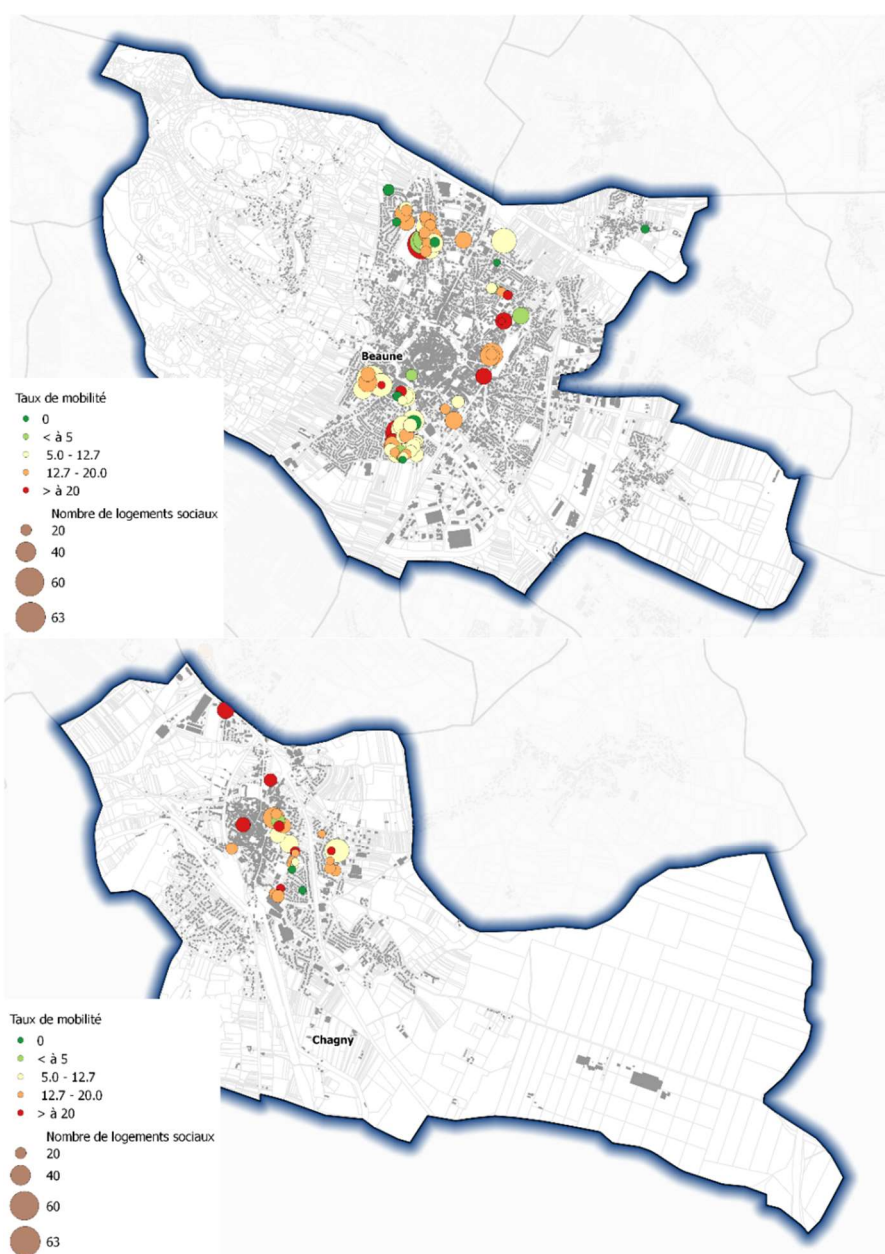 Beaune
Taux de mobilité
0
< à 5
5.0 - 12.7
12.7 - 20.0
> à 20
Nombre de logements sociaux
20
40
60
63
Chagny
Taux de mobilité
0
< à 5
5.0 - 12.7
12.7 - 20.0
> à 20
Nombre de logements sociaux
20
40
60
63